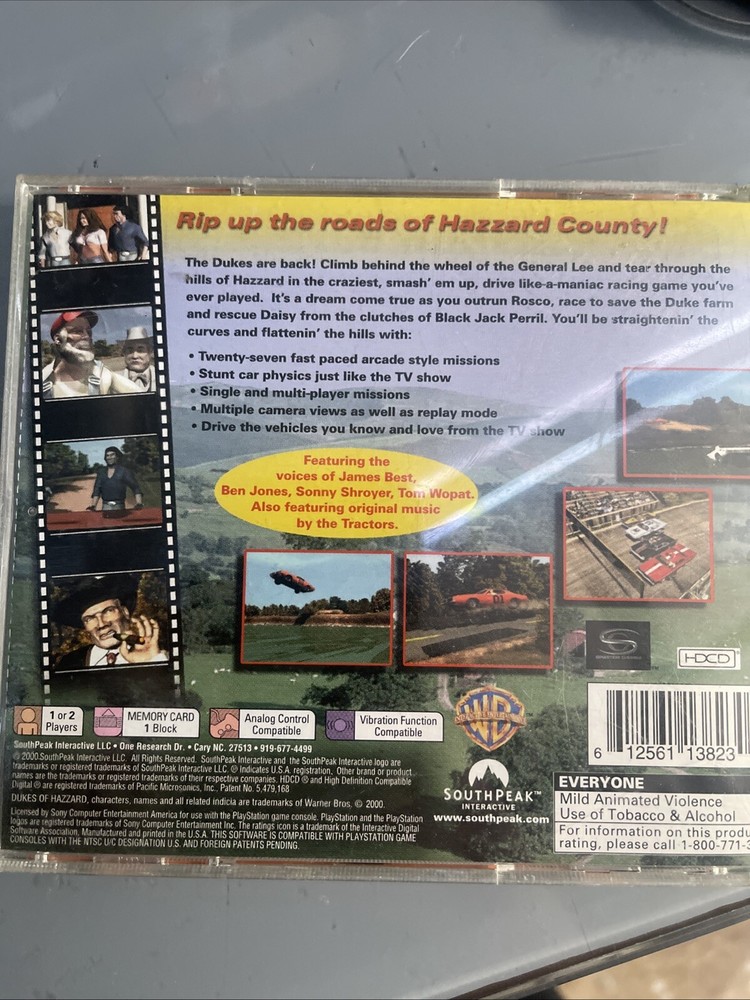 Rip up the roads of Hazzard County!
The Dukes are back! Climb behind the wheel of the General Lee and tear through the
hills of Hazzard in the craziest, smash' em up, drive like-a-maniac racing game you've
ever played. It's a dream come true as you outrun Rosco, race to save the Duke farm
and rescue Daisy from the clutches of Black Jack Perril. You'll be straightenin' the
curves and flattenin' the hills with:
• Twenty-seven fast paced arcade style missions
• Stunt car physics just like the TV show
• Single and multi-player missions
• Multiple camera views as well as replay mode
• Drive the vehicles you know and love from the TV show
Featuring the
voices of James Best,
Ben Jones, Sonny Shroyer, Tom Wopat.
Also featuring original music
by the Tractors.
01
HDCD®
1 or 2
Players
MEMORY CARD
1 Block
Analog Control
Compatible
Vibration Function
Compatible
WB
SOUTHPEAK™
INTERACTIVE
www.southpeak.com
6 12561 13823
SouthPeak Interactive LLC • One Research Dr. • Cary NC. 27513 • 919-677-4499
© 2000 SouthPeak Interactive LLC. All Rights Reserved. SouthPeak Interactive and the SouthPeak Interactive logo are
trademarks or registered trademarks of SouthPeak Interactive LLC. ® Indicates U.S.A. registration. Other brand or product
names are the trademarks or registered trademarks of their respective companies. HDCD ® and High Definition Compatible
Digital ® are registered trademarks of Pacific Microsonics, Inc., Patent No. 5,479,168
DUKES OF HAZZARD, characters, names and all related indicia are trademarks of Warner Bros. © 2000.
Licensed by Sony Computer Entertainment America for use with the PlayStation game console. PlayStation and the PlayStation
logos are registered trademarks of Sony Computer Entertainment Inc. The ratings icon is a trademark of the Interactive Digital
Software Association. Manufactured and printed in the U.S.A. THIS SOFTWARE IS COMPATIBLE WITH PLAYSTATION GAME
CONSOLES WITH THE NTSC U/C DESIGNATION U.S. AND FOREIGN PATENTS PENDING.
EVERYONE
Mild Animated Violence
Use of Tobacco & Alcohol
For information on this produ
rating, please call 1-800-771-3